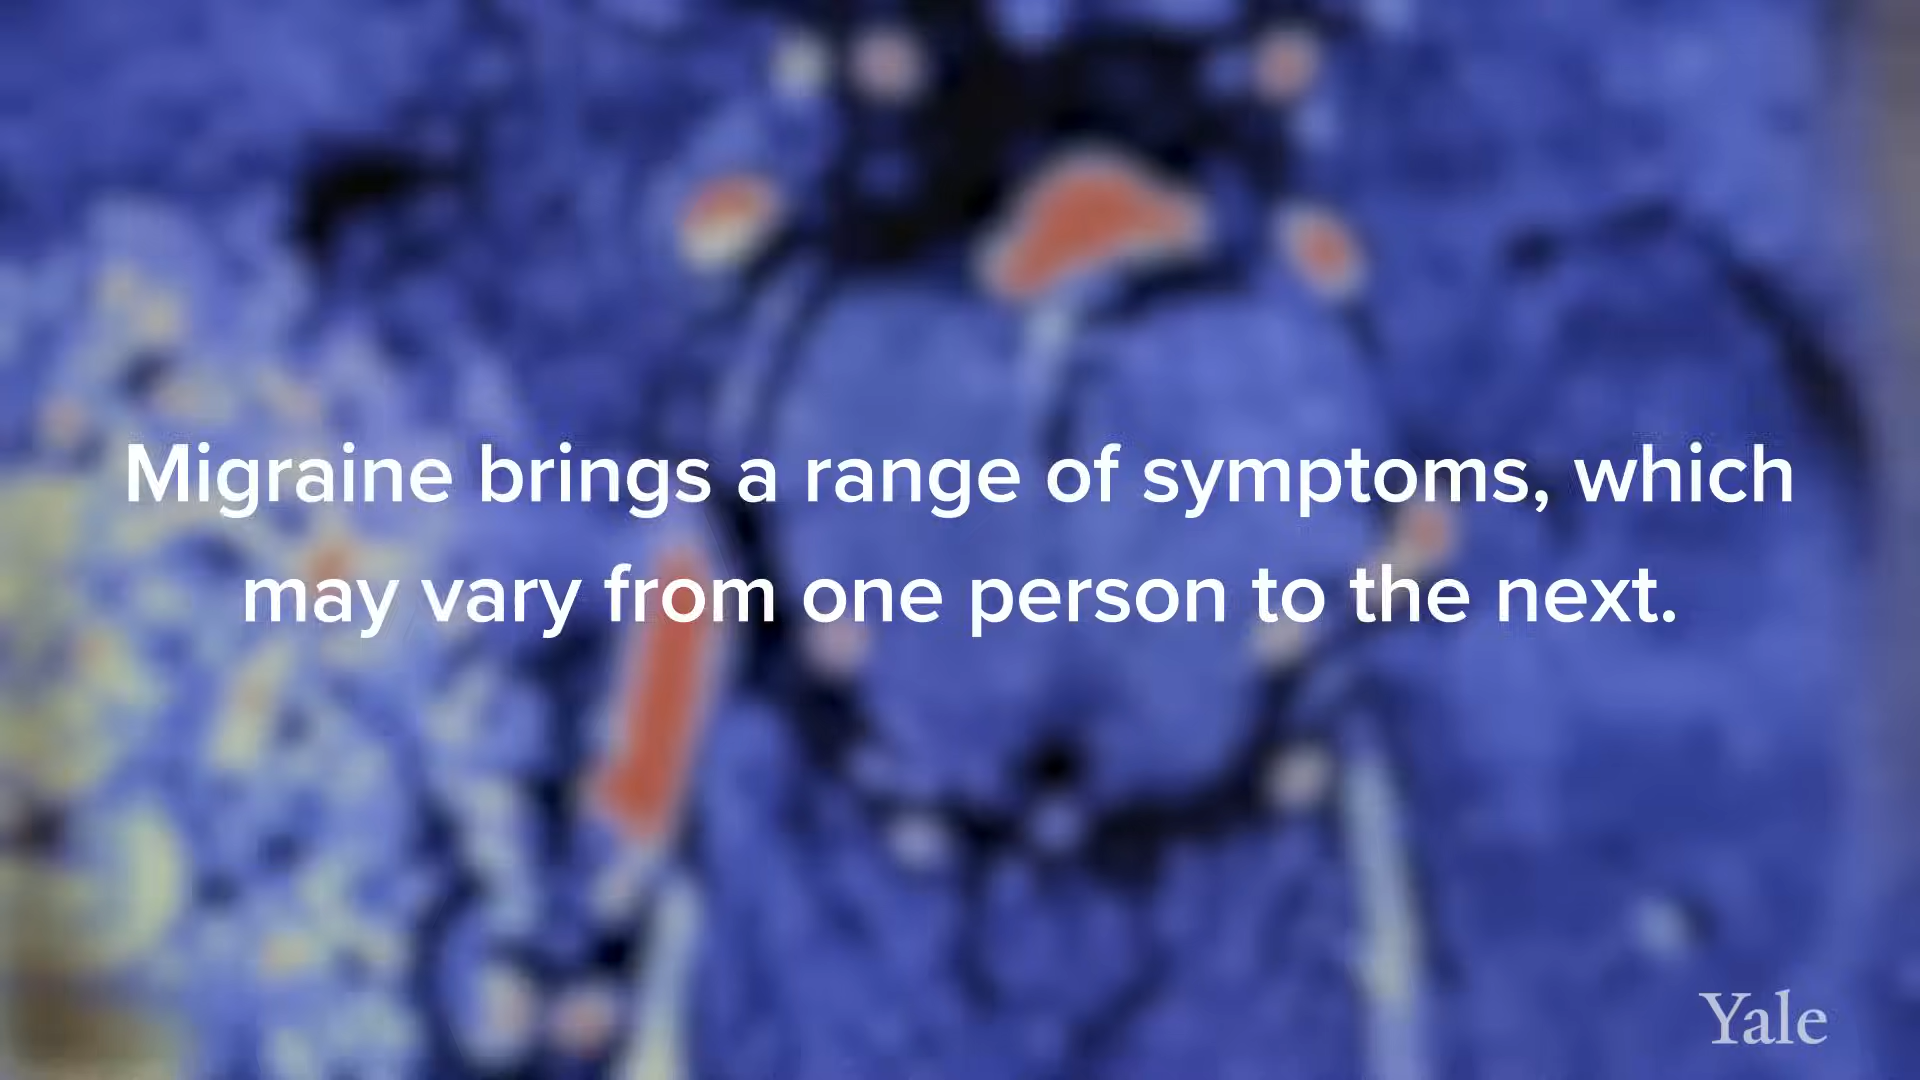 Migraine brings a range of symptoms, which
may vary from one person to the next.
Yale